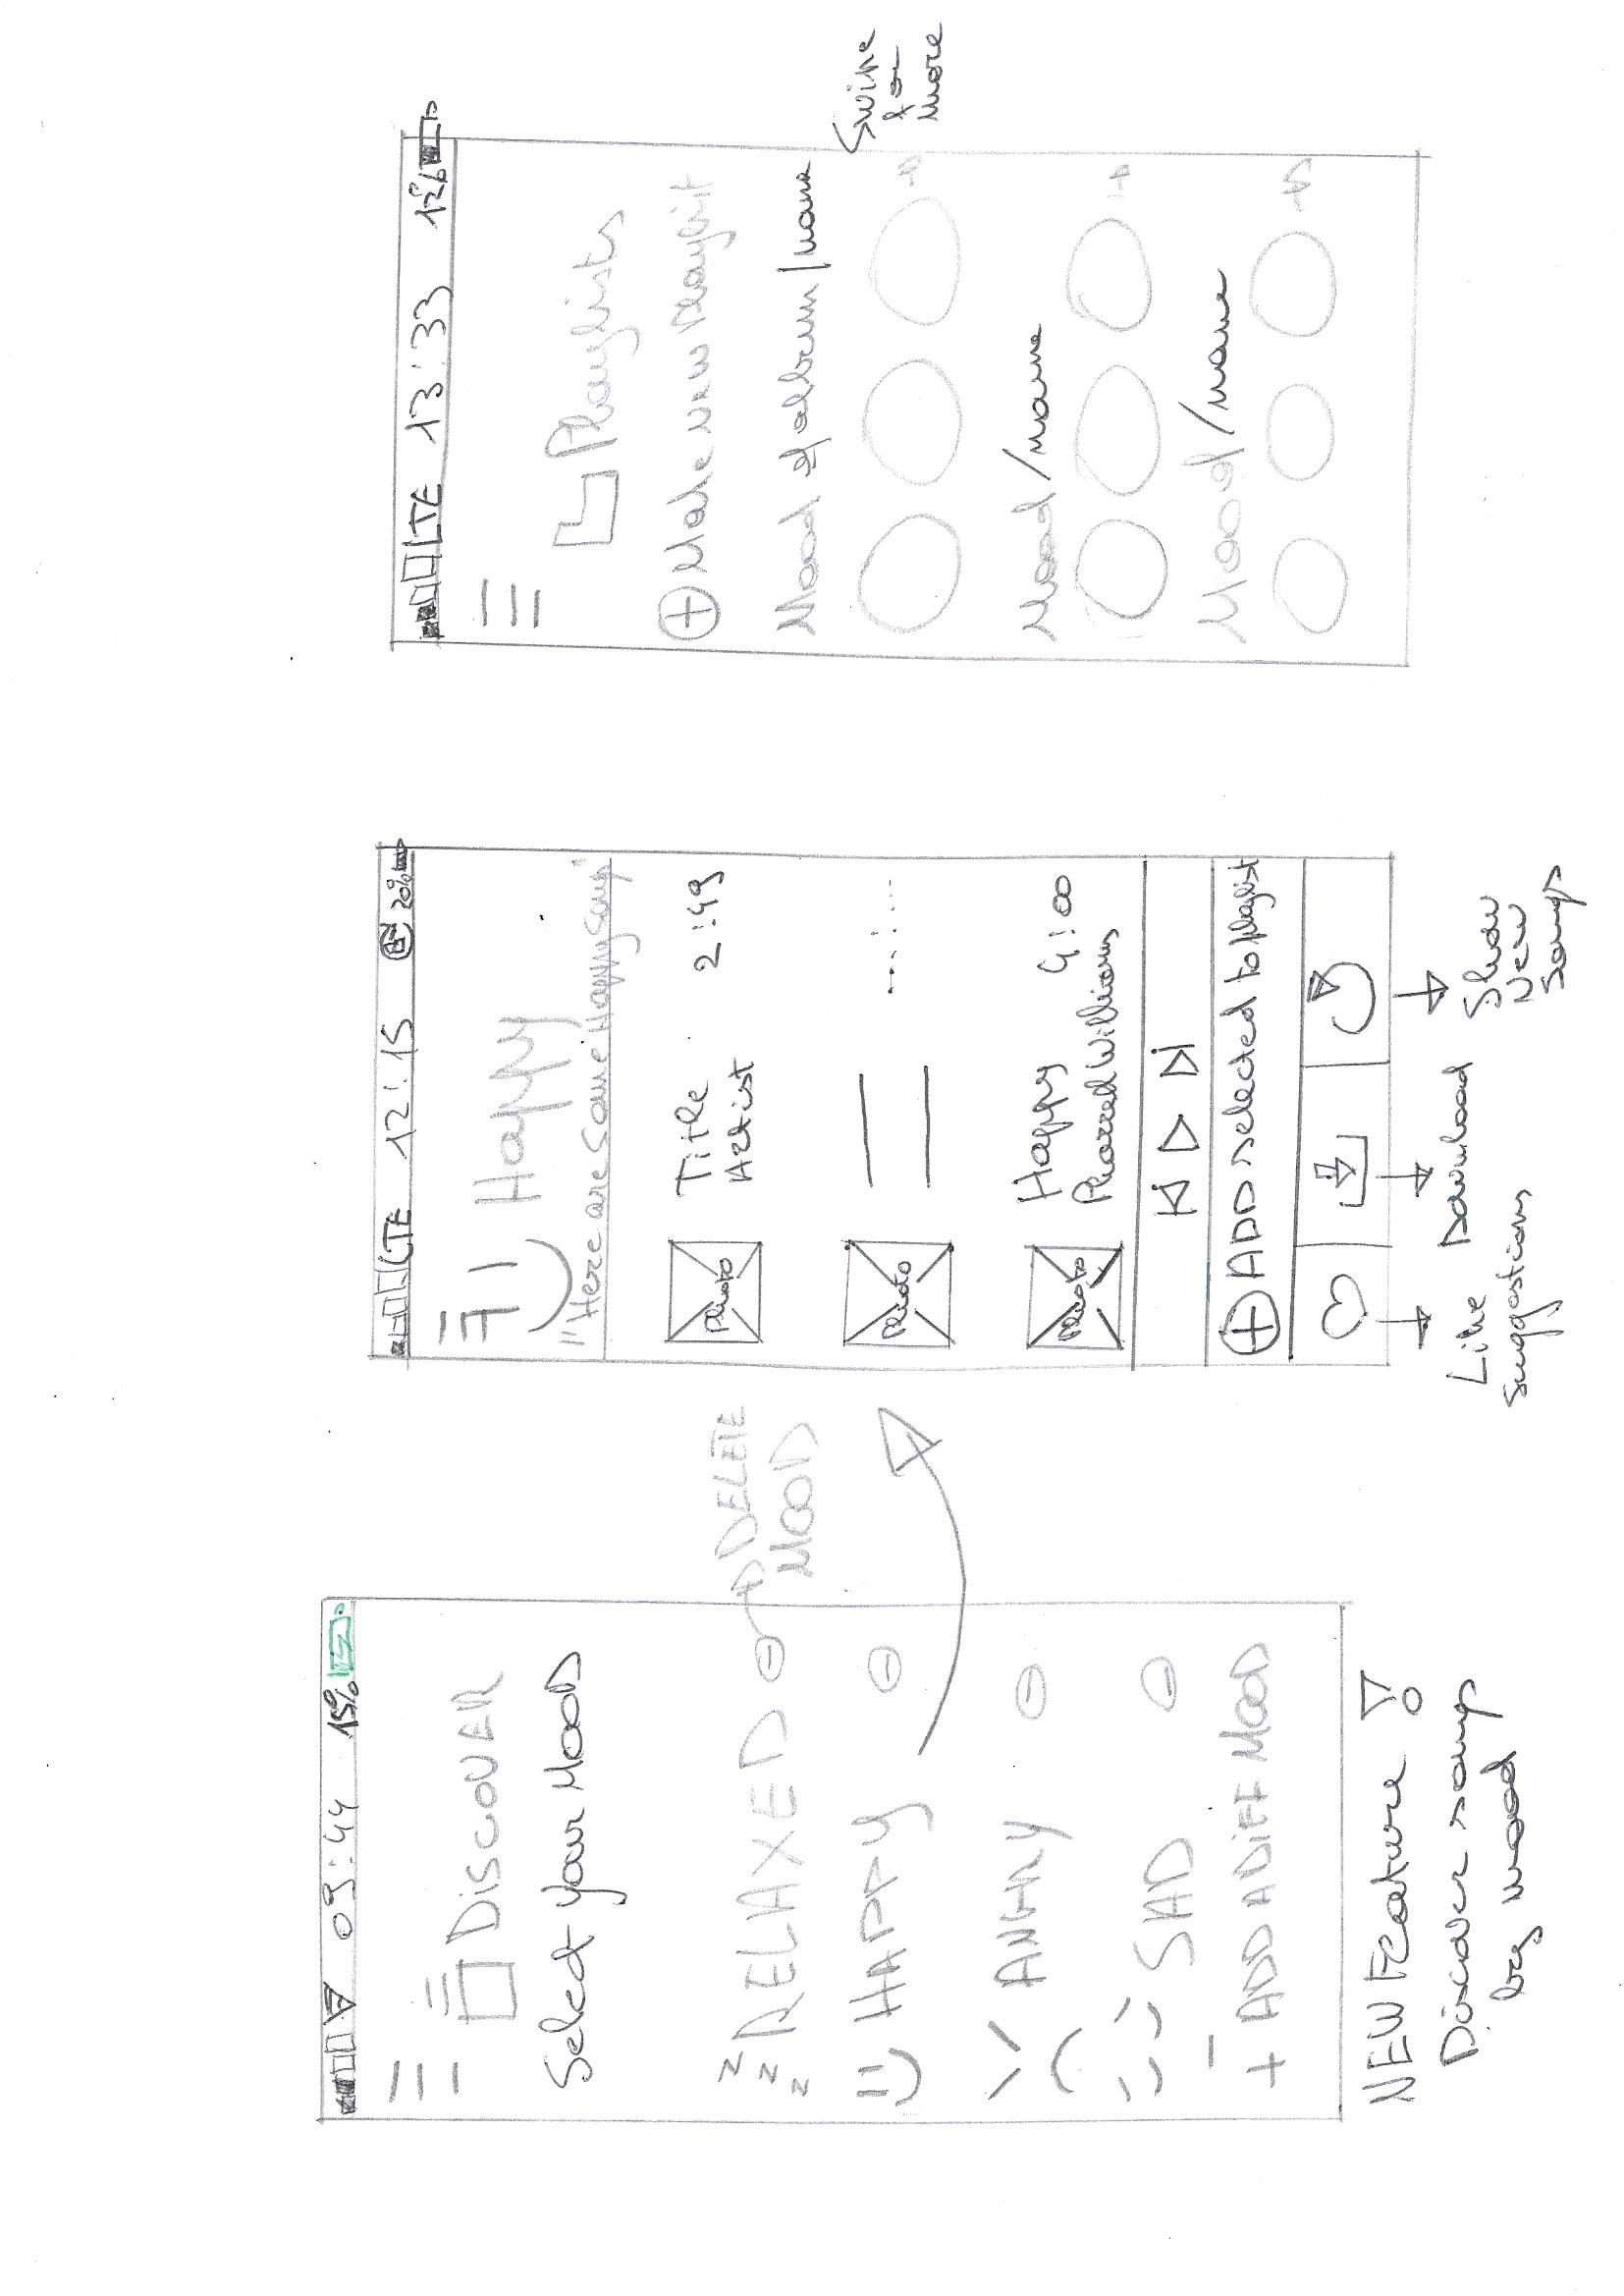 09:44 15%
DiscovER
Select your MooD
z
z
z
RELAXED
DELETE
MOOD
HAPPY
ANGRY
SAD
+ ADD A DIFF MOOD
NEW Feature !
Discover songs
by mood
LTE 12:15 20%
Happy
"Here are some Happy songs"
Photo
Title 2:49
Artist
Photo
Photo
Happy 4:00
Pharrell Williams
+ ADD selected to playlist
Like
suggestions
Download
Show
New
Songs
LTE 13:33 12%
Playlists
+ Make new Playlist
Mood of album/name
Swipe
for
more
Mood/name
Mood/name